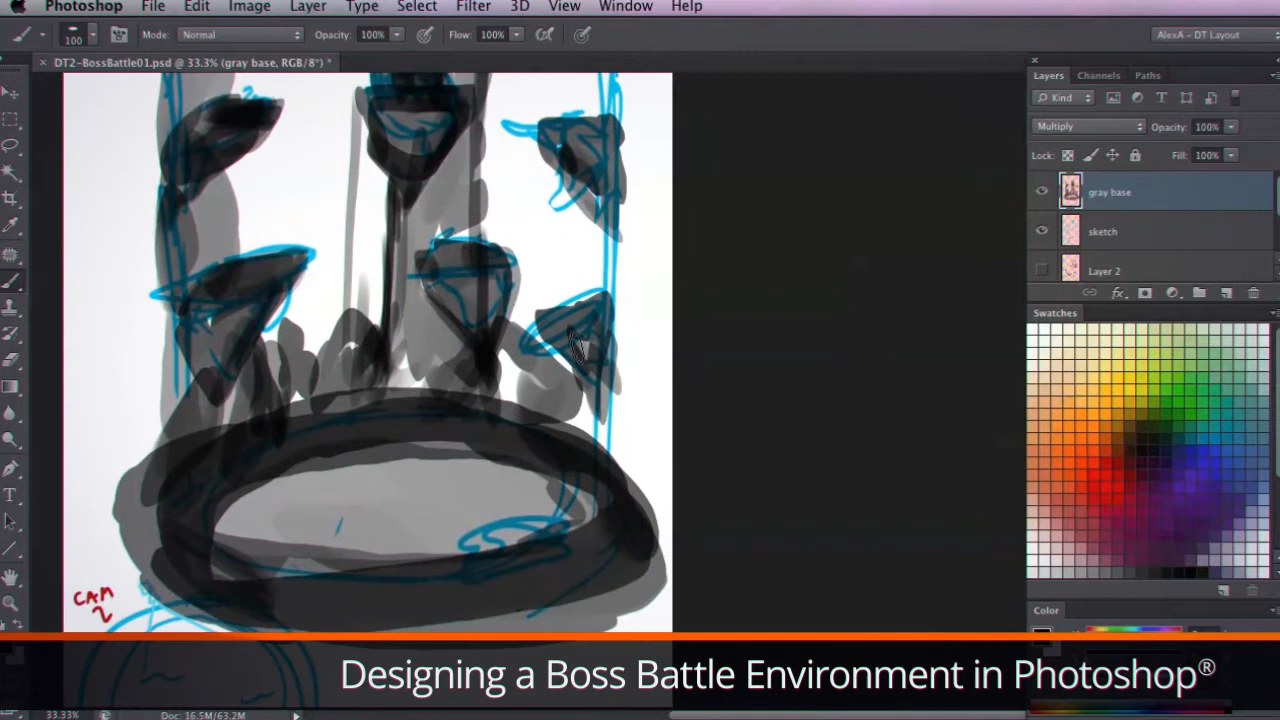 Photoshop File Edit Image Layer Type Select Filter 3D View Window Help
100 Mode: Normal Opacity: 100% Flow: 100% AlexA - DT Layout
× DT2-BossBattle01.psd @ 33.3% (gray base, RGB/8*) *
Layers Channels Paths
Kind
Multiply Opacity: 100%
Lock: Fill: 100%
gray base
sketch
Layer 2
Swatches
CAM
2
Color
Designing a Boss Battle Environment in Photoshop®
33.33% Doc: 16.5M/63.2M